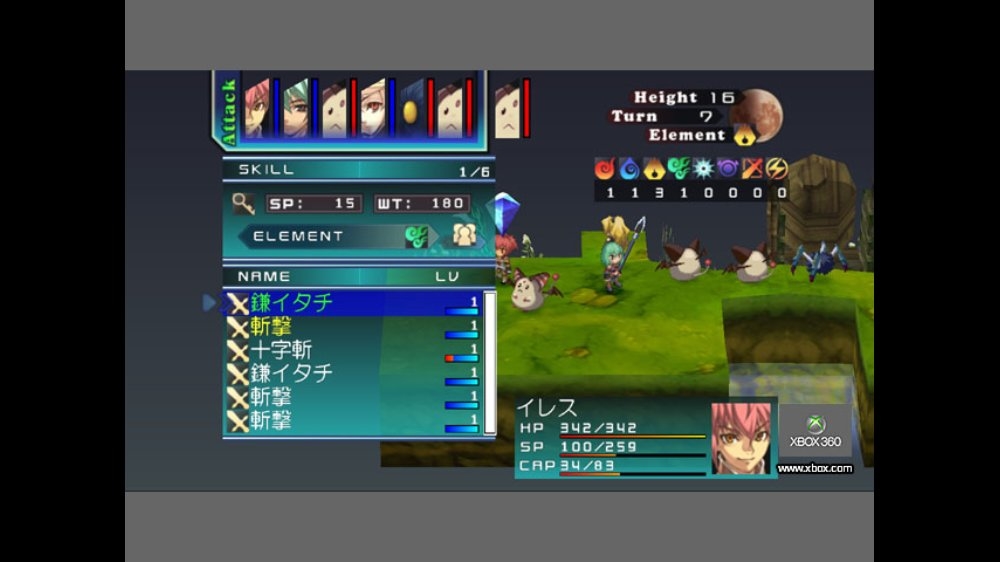 Attack
Height 16
Turn 7
Element
1 1 3 1 0 0 0 0
SKILL 1/6
SP: 15 WT: 180
ELEMENT
NAME LV
鎌イタチ 1
斬撃 1
十字斬 1
鎌イタチ 1
斬撃 1
斬撃 1
イレス
HP 342/342
SP 100/259
CAP 34/83
XBOX 360
www.xbox.com